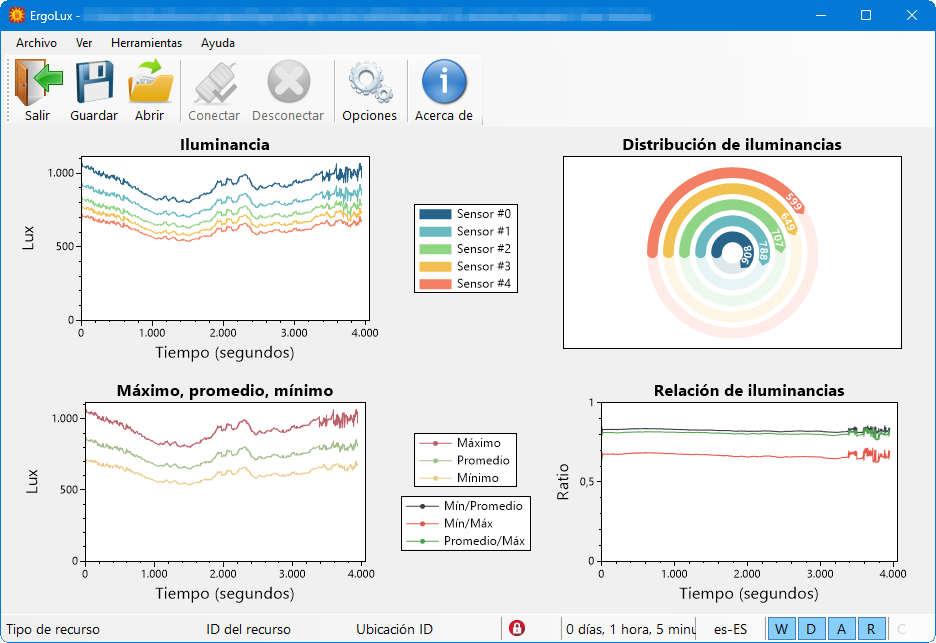 ErgoLux -
Archivo Ver Herramientas Ayuda
Salir Guardar Abrir Conectar Desconectar Opciones Acerca de
Iluminancia
1.000
500
0
Lux
0 1.000 2.000 3.000 4.000
Tiempo (segundos)
Sensor #0
Sensor #1
Sensor #2
Sensor #3
Sensor #4
Distribución de iluminancias
599
649
707
788
806
Máximo, promedio, mínimo
1.000
500
0
Lux
0 1.000 2.000 3.000 4.000
Tiempo (segundos)
Máximo
Promedio
Mínimo
Mín/Promedio
Mín/Máx
Promedio/Máx
Relación de iluminancias
1
0,5
0
Ratio
0 1.000 2.000 3.000 4.000
Tiempo (segundos)
Tipo de recurso ID del recurso Ubicación ID 0 días, 1 hora, 5 minu es-ES W D A R C